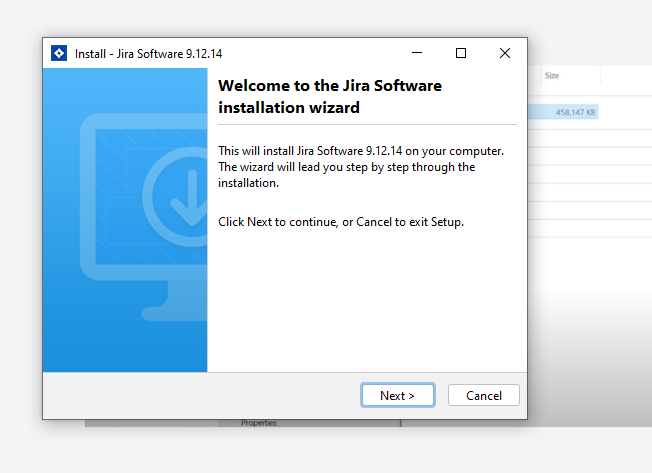 Install - Jira Software 9.12.14
Size
Welcome to the Jira Software
installation wizard
458,147 KB
This will install Jira Software 9.12.14 on your computer.
The wizard will lead you step by step through the
installation.
Click Next to continue, or Cancel to exit Setup.
Next >
Cancel
Properties